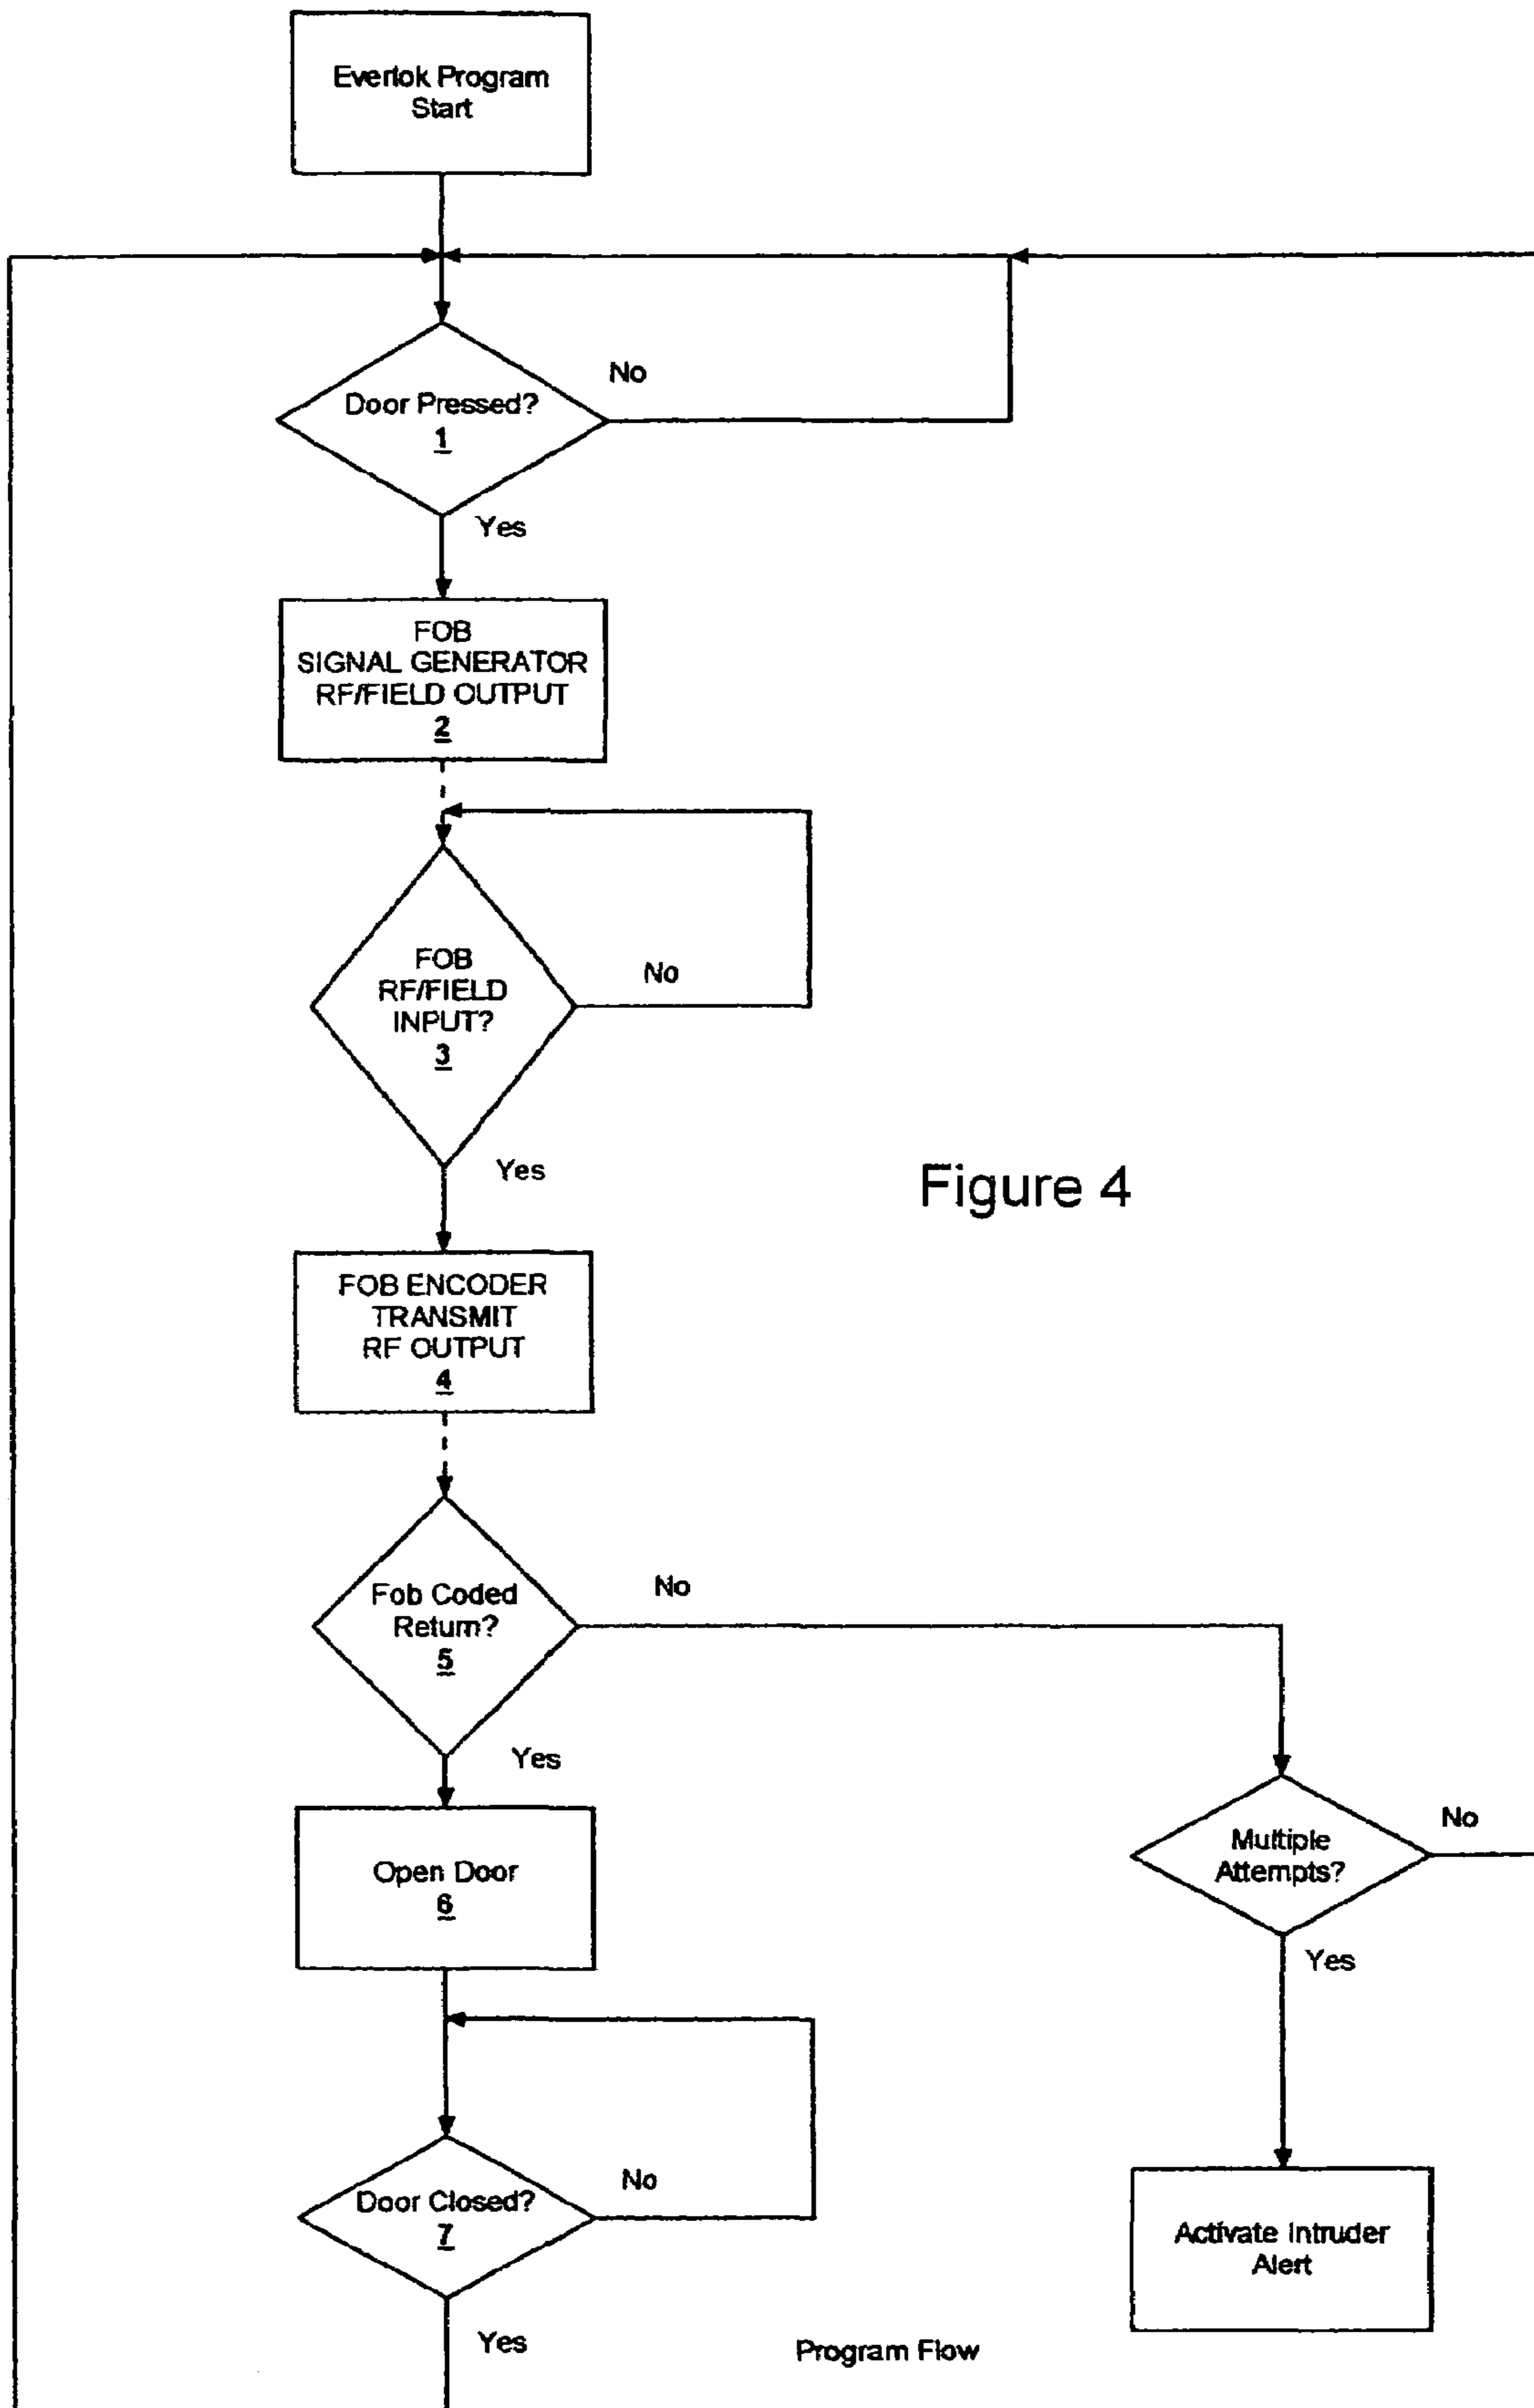 Everlok Program
Start
Door Pressed?
1
No
Yes
FOB
SIGNAL GENERATOR
RF/FIELD OUTPUT
2
FOB
RF/FIELD
INPUT?
3
No
Yes
Figure 4
FOB ENCODER
TRANSMIT
RF OUTPUT
4
Fob Coded
Return?
5
No
Yes
Open Door
6
Multiple
Attempts?
No
Yes
Door Closed?
7
No
Yes
Activate Intruder
Alert
Program Flow